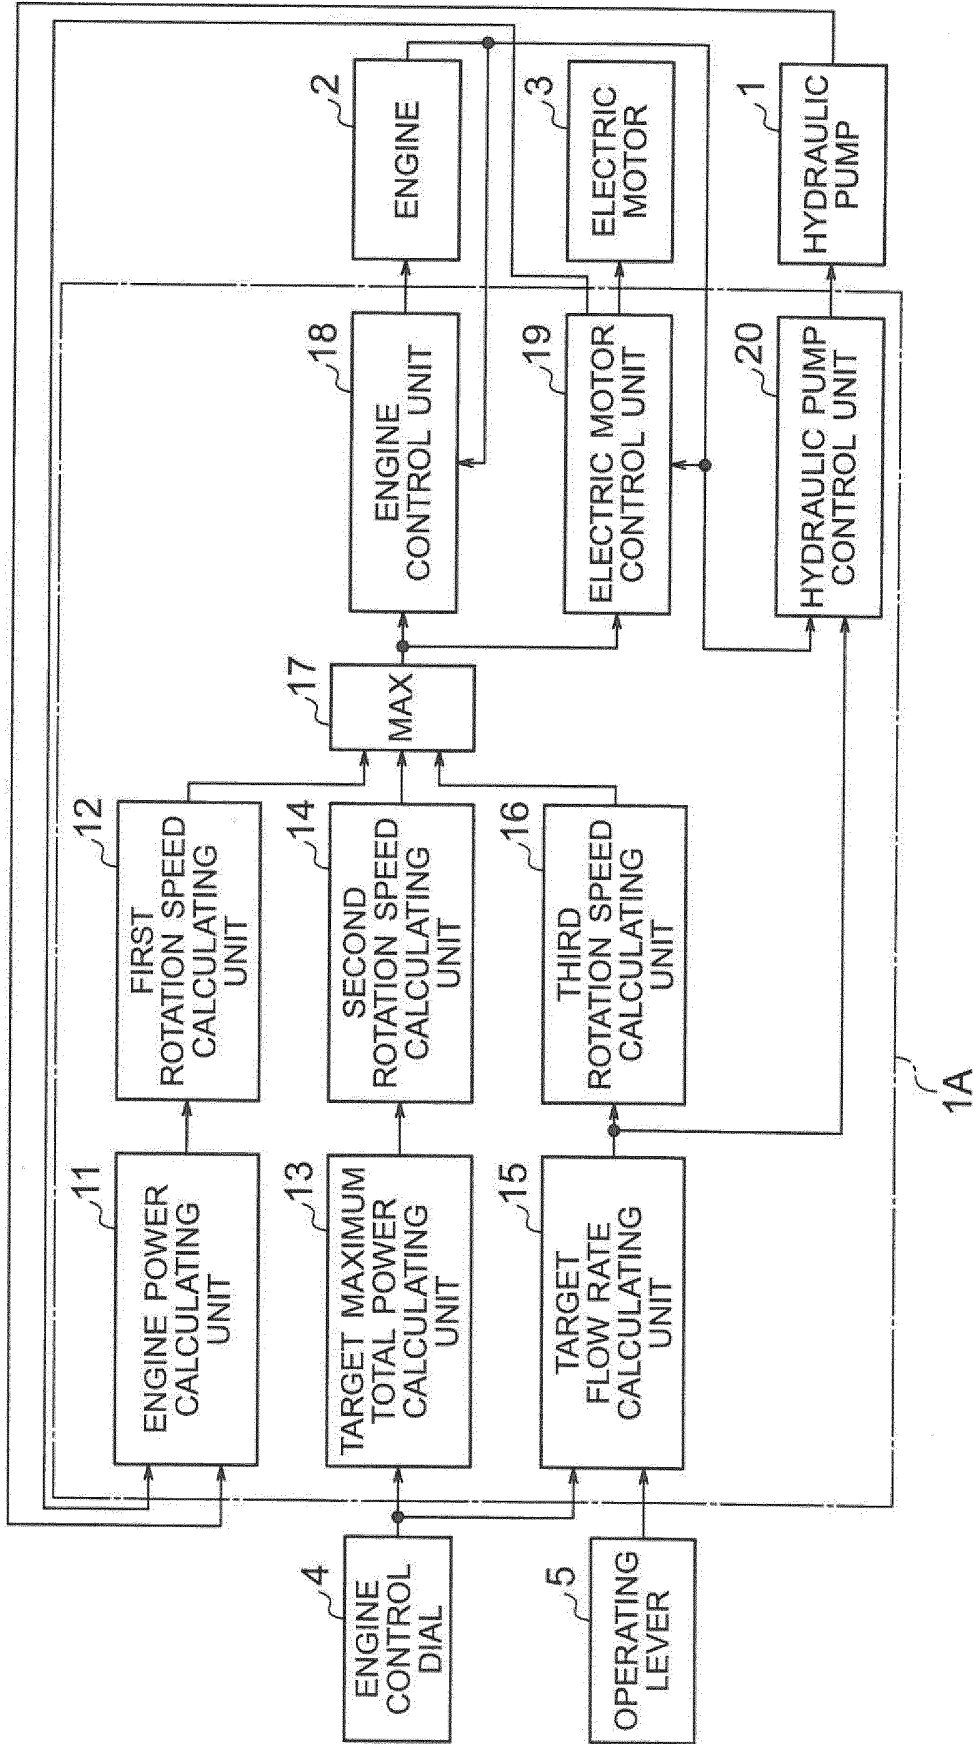 4
ENGINE
CONTROL
DIAL
5
OPERATING
LEVER
11
ENGINE POWER
CALCULATING
UNIT
13
TARGET MAXIMUM
TOTAL POWER
CALCULATING
UNIT
15
TARGET
FLOW RATE
CALCULATING
UNIT
12
FIRST
ROTATION SPEED
CALCULATING
UNIT
14
SECOND
ROTATION SPEED
CALCULATING
UNIT
16
THIRD
ROTATION SPEED
CALCULATING
UNIT
17
MAX
18
ENGINE
CONTROL UNIT
19
ELECTRIC MOTOR
CONTROL UNIT
20
HYDRAULIC PUMP
CONTROL UNIT
2
ENGINE
3
ELECTRIC
MOTOR
1
HYDRAULIC
PUMP
1A